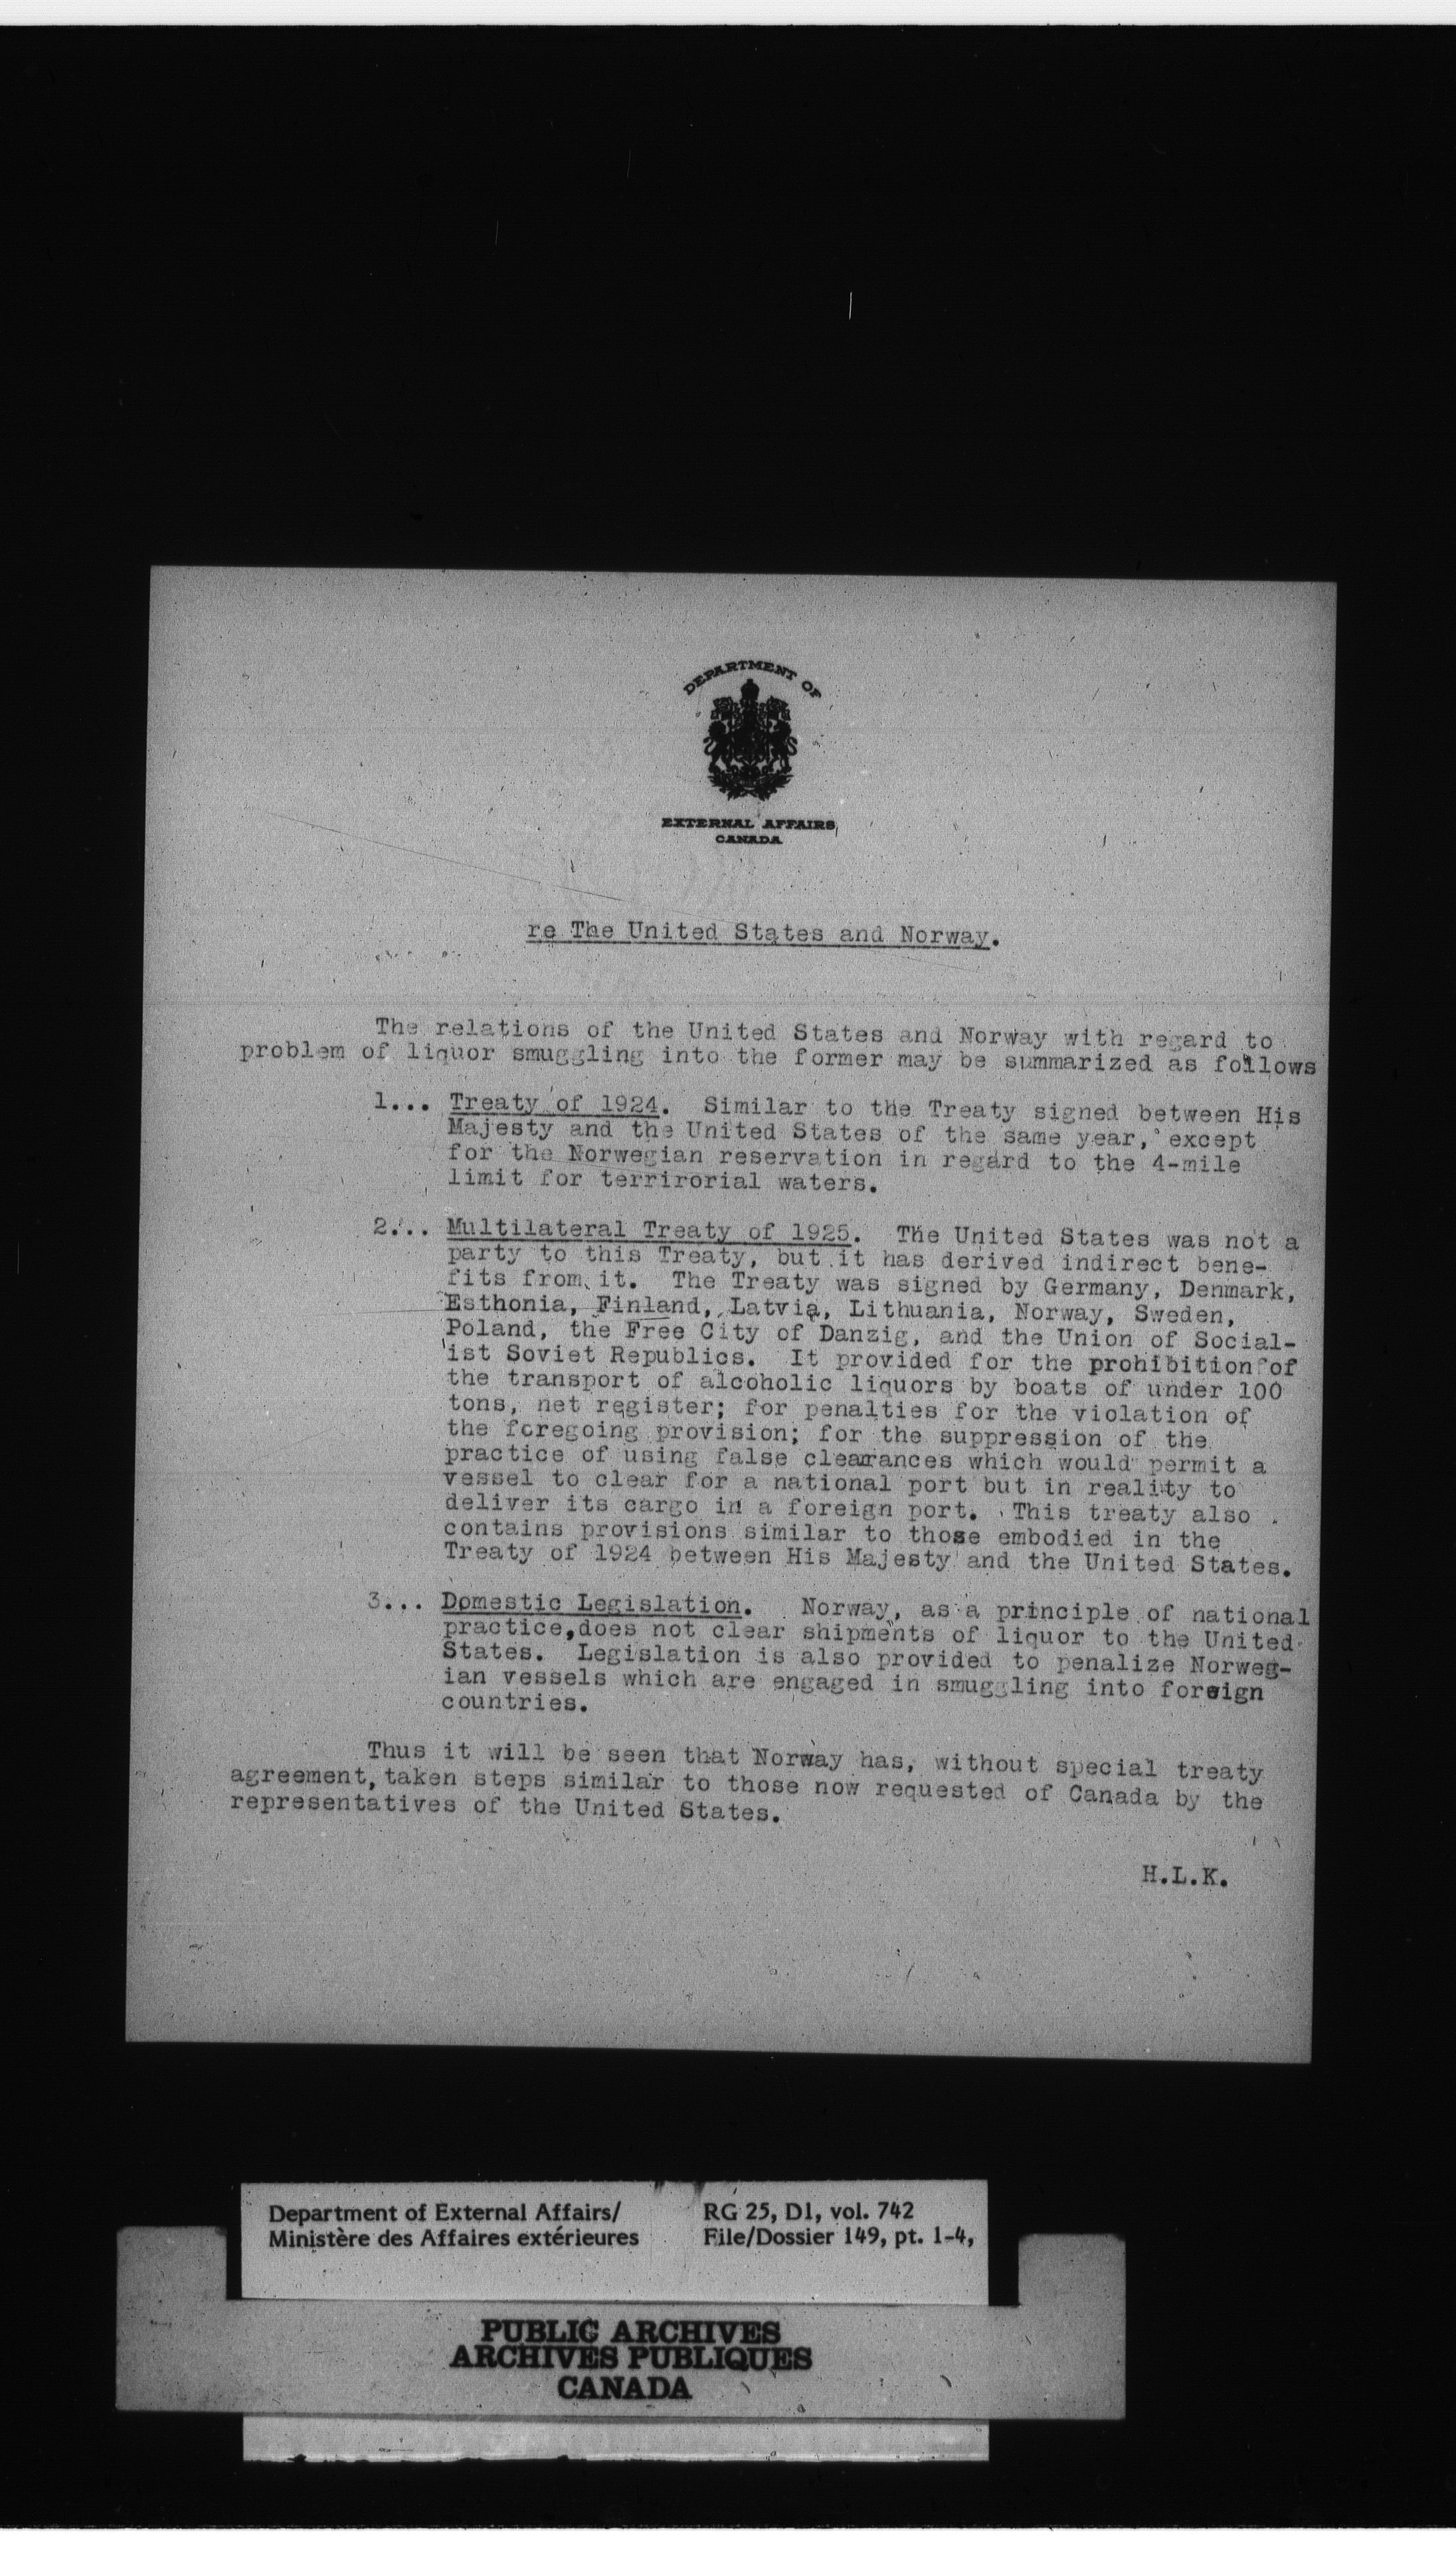 DEPARTMENT OF
EXTERNAL AFFAIRS
CANADA
re The United States and Norway.
The relations of the United States and Norway with regard to
problem of liquor smuggling into the former may be summarized as follows
1... Treaty of 1924. Similar to the Treaty signed between His
Majesty and the United States of the same year, except
for the Norwegian reservation in regard to the 4-mile
limit for terrirorial waters.
2... Multilateral Treaty of 1925. The United States was not a
party to this Treaty, but it has derived indirect bene-
fits from it. The Treaty was signed by Germany, Denmark,
Esthonia, Finland, Latvia, Lithuania, Norway, Sweden,
Poland, the Free City of Danzig, and the Union of Social-
ist Soviet Republics. It provided for the prohibition of
the transport of alcoholic liquors by boats of under 100
tons, net register; for penalties for the violation of
the foregoing provision; for the suppression of the
practice of using false clearances which would permit a
vessel to clear for a national port but in reality to
deliver its cargo in a foreign port. This treaty also
contains provisions similar to those embodied in the
Treaty of 1924 between His Majesty and the United States.
3... Domestic Legislation. Norway, as a principle of national
practice, does not clear shipments of liquor to the United
States. Legislation is also provided to penalize Norweg-
ian vessels which are engaged in smuggling into foreign
countries.
Thus it will be seen that Norway has, without special treaty
agreement, taken steps similar to those now requested of Canada by the
representatives of the United States.
H.L.K.
Department of External Affairs/ RG 25, D1, vol. 742
Ministère des Affaires extérieures File/Dossier 149, pt. 1-4,
PUBLIC ARCHIVES
ARCHIVES PUBLIQUES
CANADA